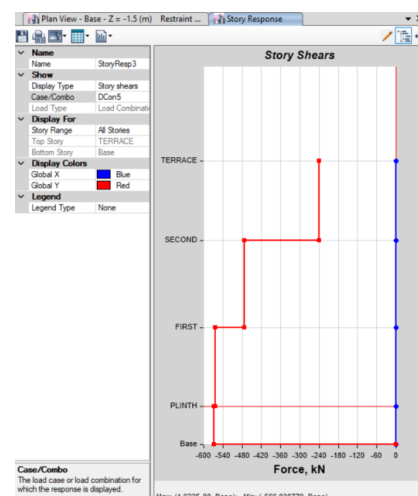 Plan View - Base - Z = -1.5 (m) Restraint ...
Story Response
Name
Name StoryResp3
Show
Display Type Story shears
Case/Combo DCon5
Load Type Load Combinati
Display For
Story Range All Stories
Top Story TERRACE
Bottom Story Base
Display Colors
Global X Blue
Global Y Red
Legend
Legend Type None
Case/Combo
The load case or load combination for
which the response is displayed.
Story Shears
TERRACE
SECOND
FIRST
PLINTH
Base
-600 -540 -480 -420 -360 -300 -240 -180 -120 -60 0
Force, kN